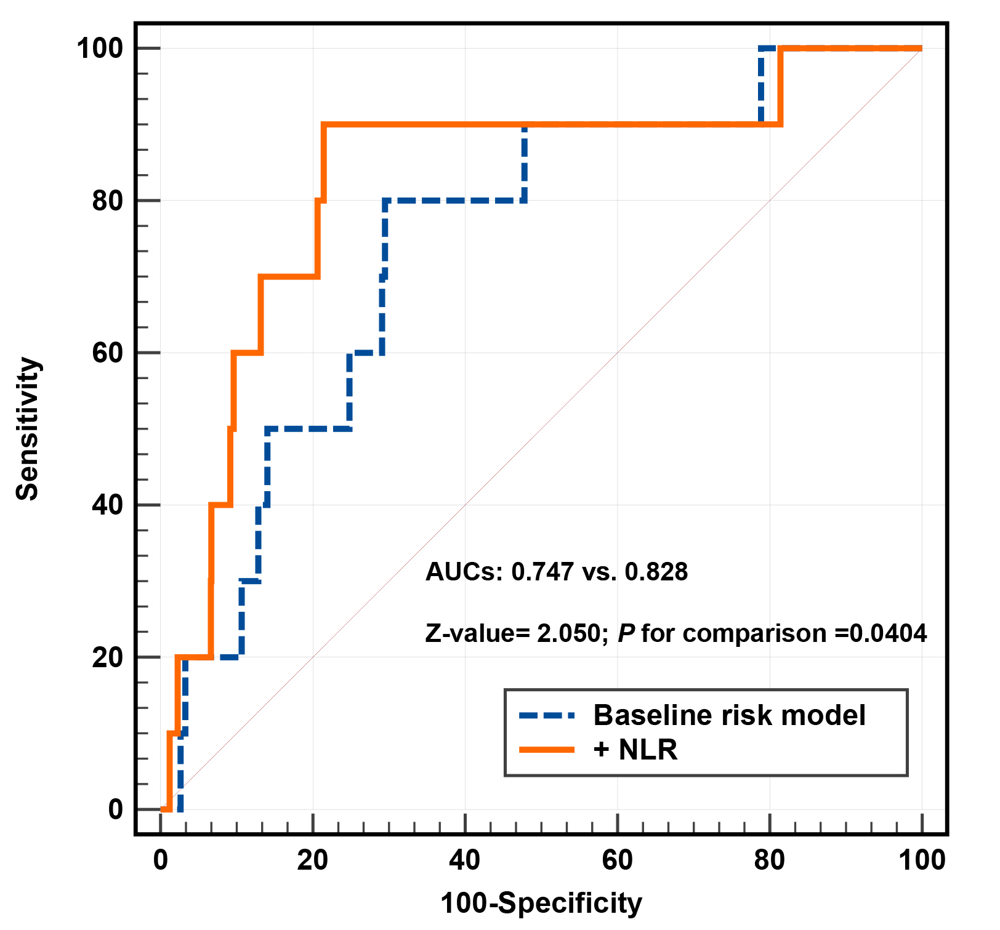 100
80
60
40
20
0
Sensitivity
AUCs: 0.747 vs. 0.828
Z-value= 2.050; P for comparison =0.0404
Baseline risk model
+ NLR
0 20 40 60 80 100
100-Specificity